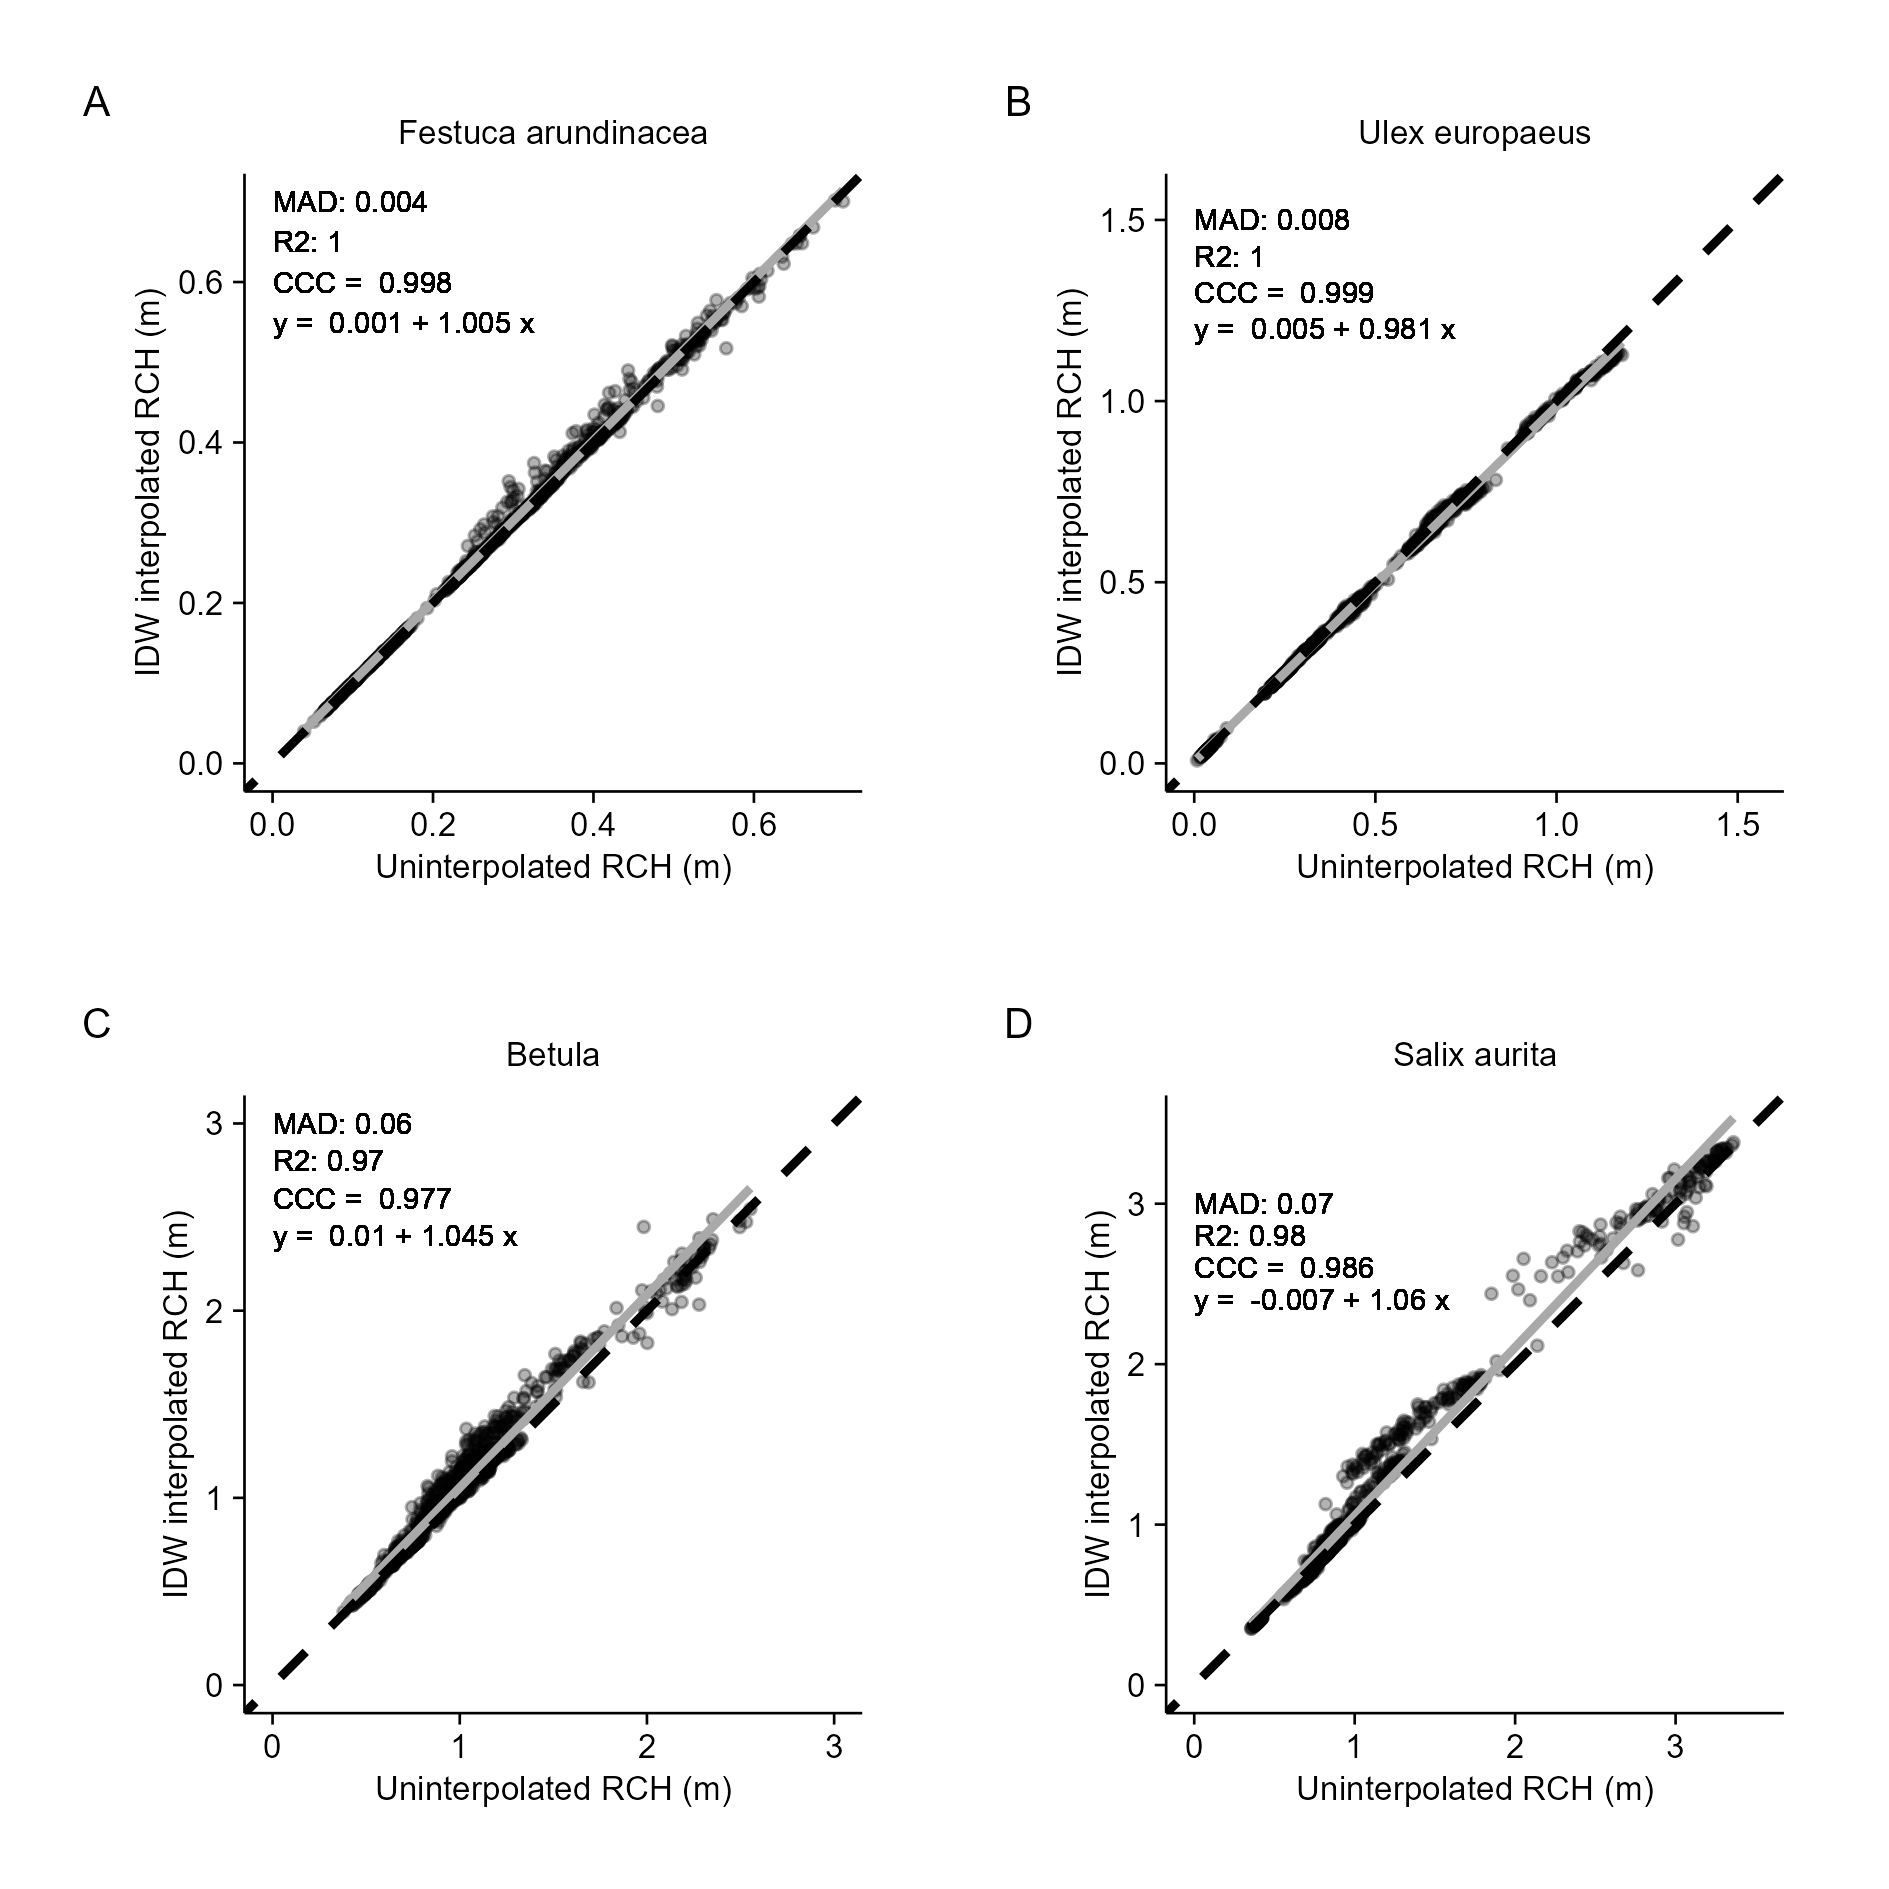 A
Festuca arundinacea
MAD: 0.004
R2: 1
CCC =  0.998
y =  0.001 + 1.005 x
IDW interpolated RCH (m)
0.6
0.4
0.2
0.0
0.0 0.2 0.4 0.6
Uninterpolated RCH (m)
B
Ulex europaeus
MAD: 0.008
R2: 1
CCC =  0.999
y =  0.005 + 0.981 x
IDW interpolated RCH (m)
1.5
1.0
0.5
0.0
0.0 0.5 1.0 1.5
Uninterpolated RCH (m)
C
Betula
MAD: 0.06
R2: 0.97
CCC =  0.977
y =  0.01 + 1.045 x
IDW interpolated RCH (m)
3
2
1
0
0 1 2 3
Uninterpolated RCH (m)
D
Salix aurita
MAD: 0.07
R2: 0.98
CCC =  0.986
y =  -0.007 + 1.06 x
IDW interpolated RCH (m)
3
2
1
0
0 1 2 3
Uninterpolated RCH (m)